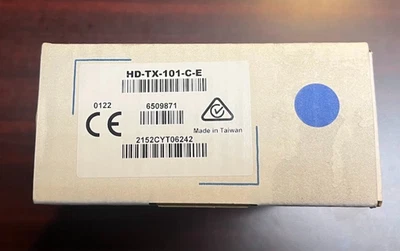 HD-TX-101-C-E
0122
6509871
CE
Made in Taiwan
2152CYT06242